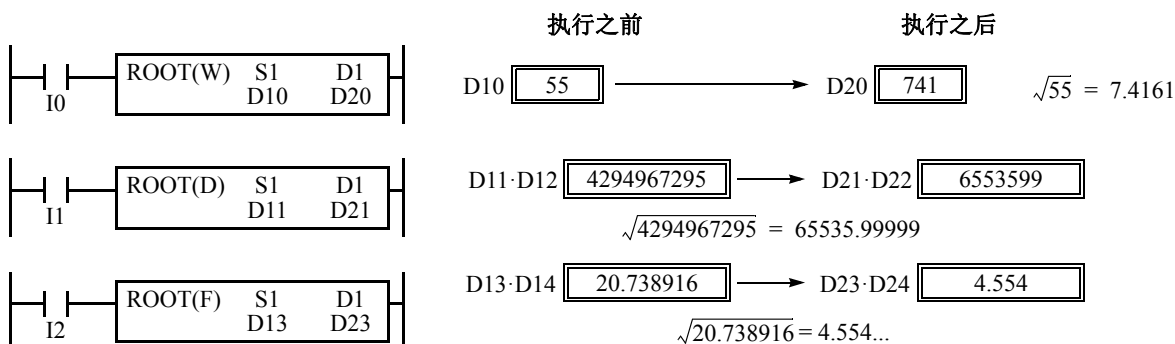 执行之前 执行之后
ROOT(W) S1 D1
I0 D10 D20
D10 55 D20 741 √55 = 7.4161
ROOT(D) S1 D1
I1 D11 D21
D11·D12 4294967295 D21·D22 6553599
√4294967295 = 65535.99999
ROOT(F) S1 D1
I2 D13 D23
D13·D14 20.738916 D23·D24 4.554
√20.738916 = 4.554...